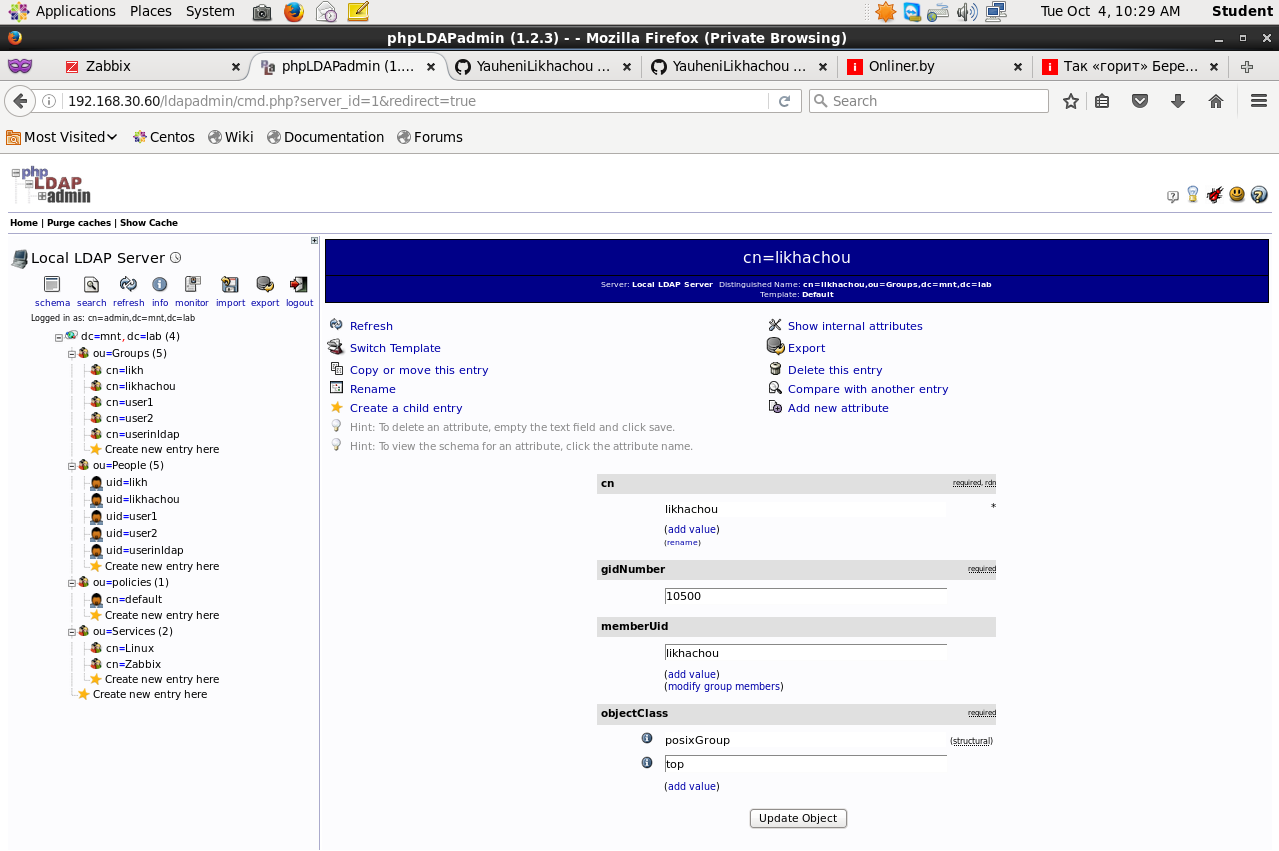 Applications Places System Tue Oct 4, 10:29 AM Student
phpLDAPadmin (1.2.3) - - Mozilla Firefox (Private Browsing)
Zabbix phpLDAPadmin (1.... YauheniLikhachou ... YauheniLikhachou ... Onliner.by Так «горит» Бере...
192.168.30.60/ldapadmin/cmd.php?server_id=1&redirect=true Search
Most Visited Centos Wiki Documentation Forums
php
LDAP
admin
Home | Purge caches | Show Cache
Local LDAP Server
schema search refresh info monitor import export logout
Logged in as: cn=admin,dc=mnt,dc=lab
dc=mnt, dc=lab (4)
ou=Groups (5)
cn=likh
cn=likhachou
cn=user1
cn=user2
cn=userinldap
Create new entry here
ou=People (5)
uid=likh
uid=likhachou
uid=user1
uid=user2
uid=userinldap
Create new entry here
ou=policies (1)
cn=default
Create new entry here
ou=Services (2)
cn=Linux
cn=Zabbix
Create new entry here
Create new entry here
cn=likhachou
Server: Local LDAP Server Distinguished Name: cn=likhachou,ou=Groups,dc=mnt,dc=lab
Template: Default
Refresh Show internal attributes
Switch Template Export
Copy or move this entry Delete this entry
Rename Compare with another entry
Create a child entry Add new attribute
Hint: To delete an attribute, empty the text field and click save.
Hint: To view the schema for an attribute, click the attribute name.
cn required, rdn
likhachou *
(add value)
(rename)
gidNumber required
10500
memberUid
likhachou
(add value)
(modify group members)
objectClass required
posixGroup (structural)
top
(add value)
Update Object